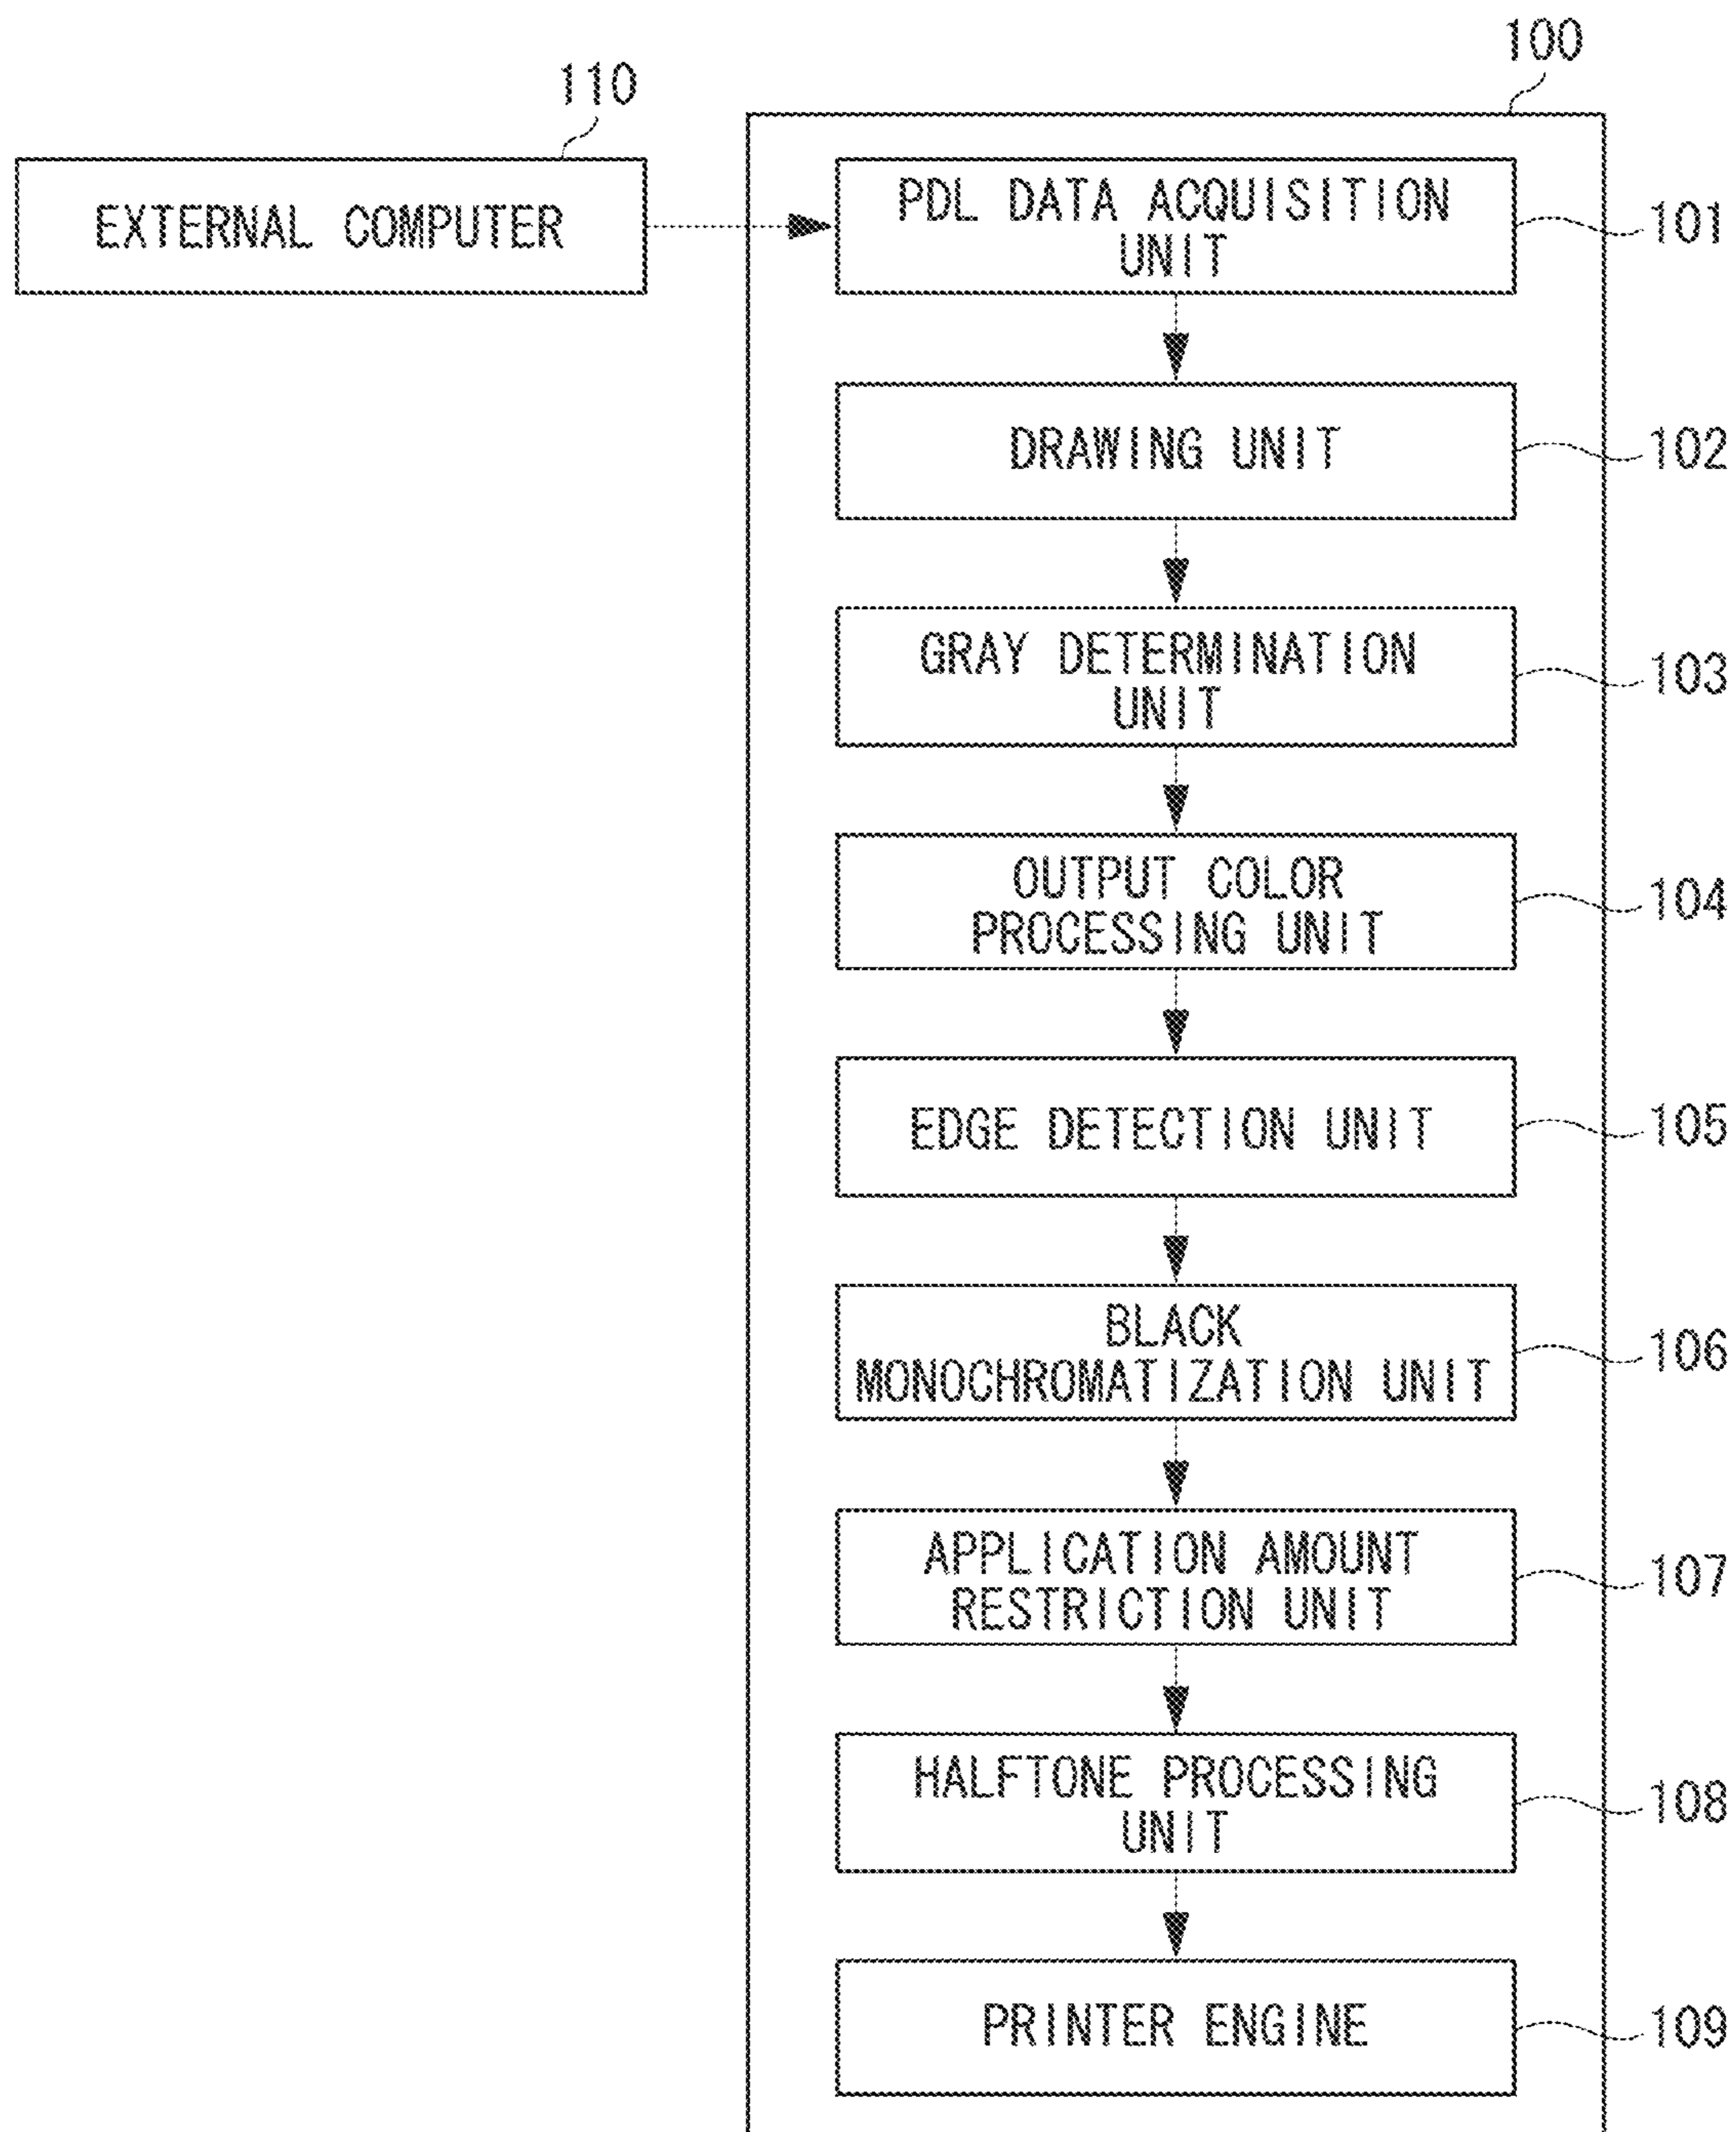 100
110
EXTERNAL COMPUTER
PDL DATA ACQUISITION
UNIT
101
DRAWING UNIT
102
GRAY DETERMINATION
UNIT
103
OUTPUT COLOR
PROCESSING UNIT
104
EDGE DETECTION UNIT
105
BLACK
MONOCHROMATIZATION UNIT
106
APPLICATION AMOUNT
RESTRICTION UNIT
107
HALFTONE PROCESSING
UNIT
108
PRINTER ENGINE
109